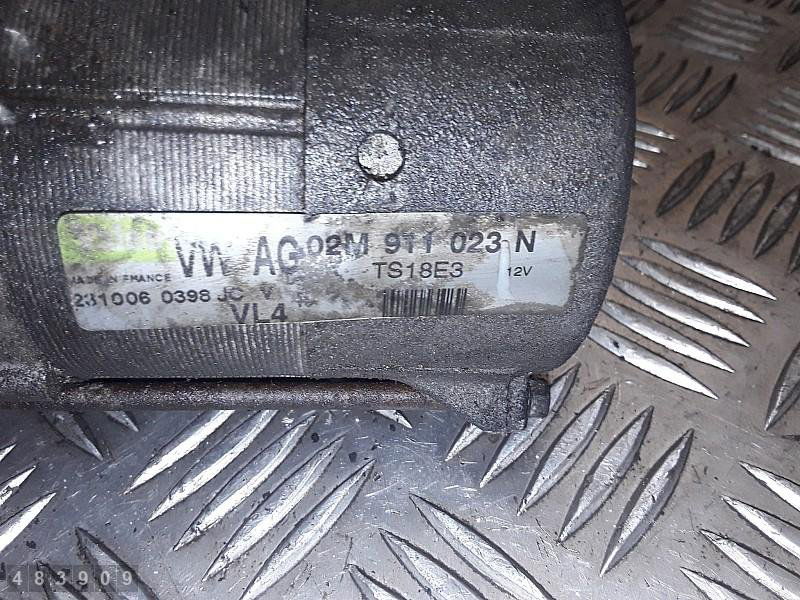 VW AG 02M 911 023 N
MADE IN FRANCE TS18E3 12V
231006 0398 JC V
VL4
483909